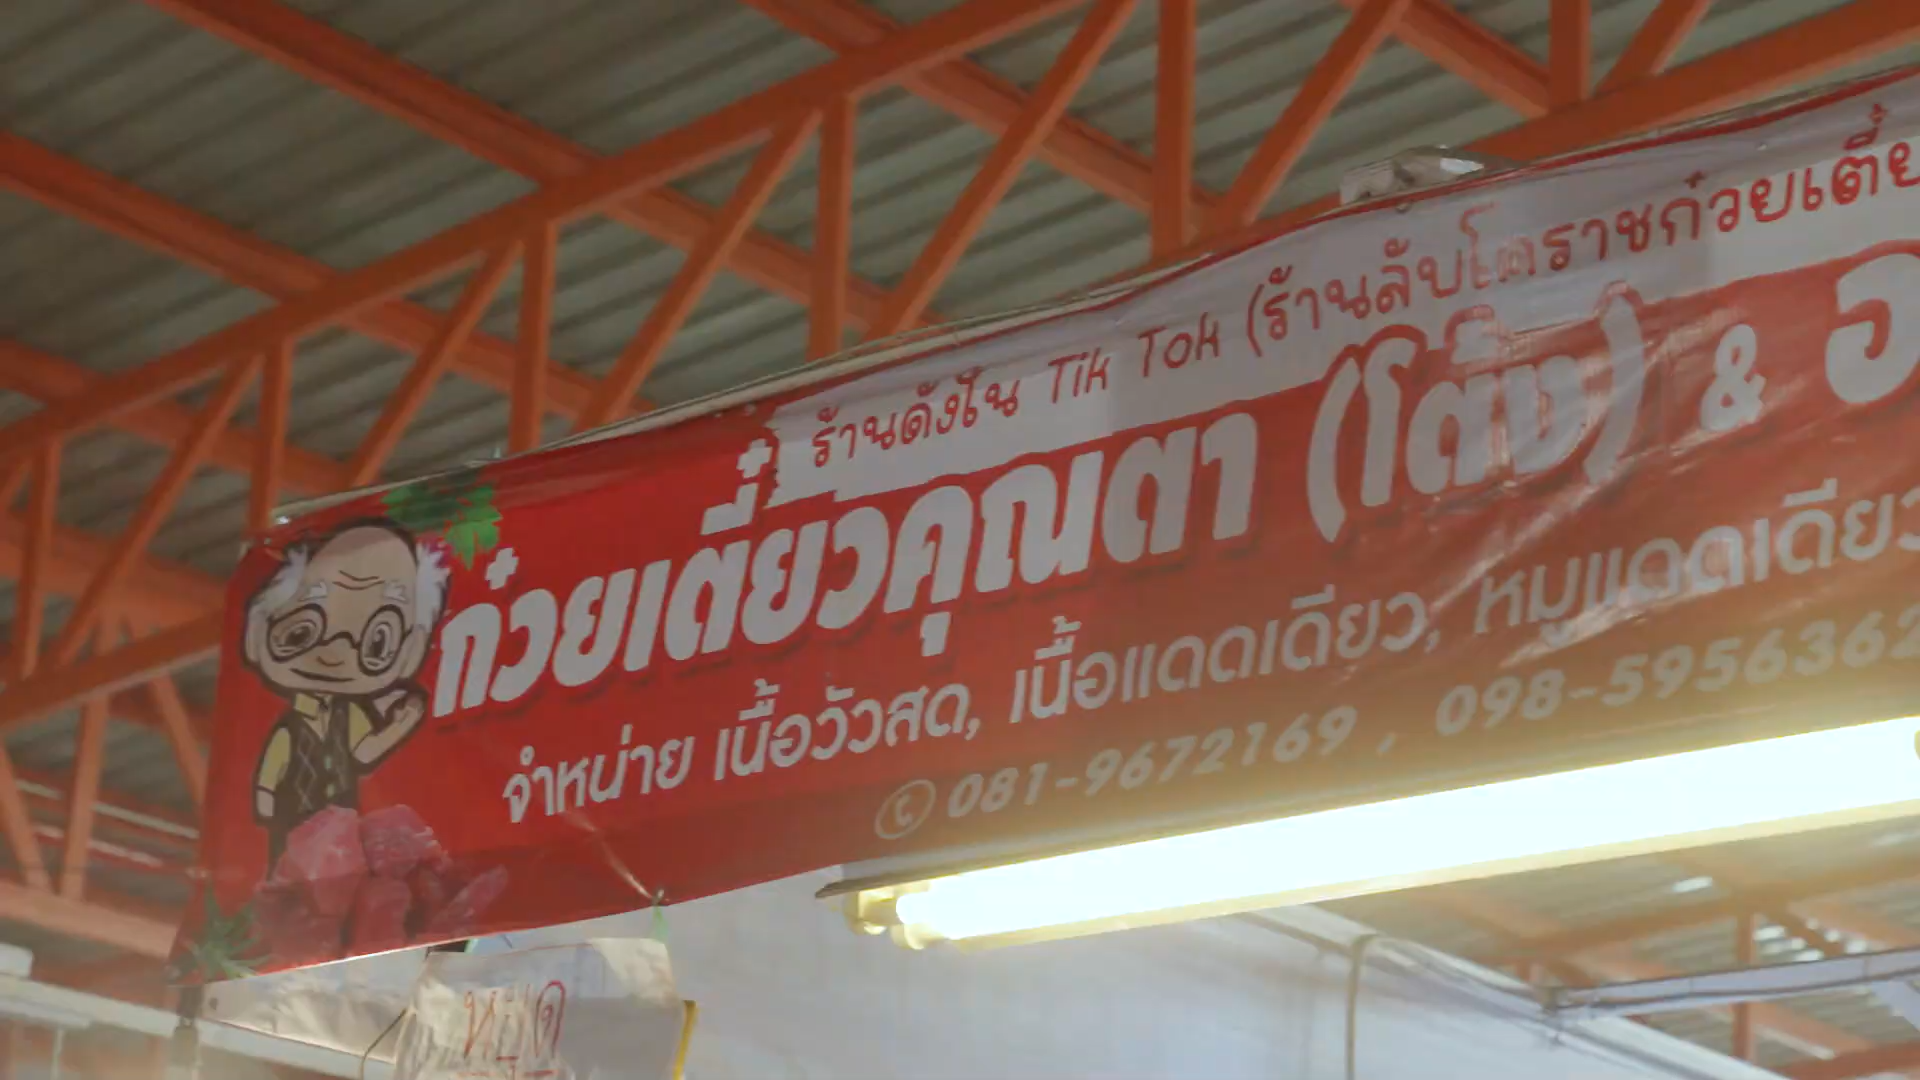 ร้านดังใน Tik Tok (ร้านลับโคราชก๋วยเตี๋ย
ก๋วยเตี๋ยวคุณตา (โต้ง) & อ
จำหน่าย เนื้อวัวสด, เนื้อแดดเดียว, หมูแดดเดียว
081-9672169 , 098-5956362